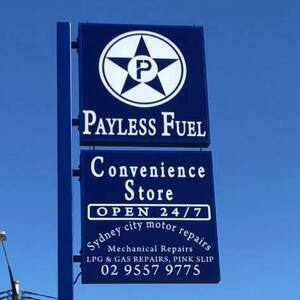 P
PAYLESS FUEL
Convenience
Store
OPEN 24/7
Sydney city motor repairs
Mechanical Repairs
LPG & GAS REPAIRS, PINK SLIP
02 9557 9775